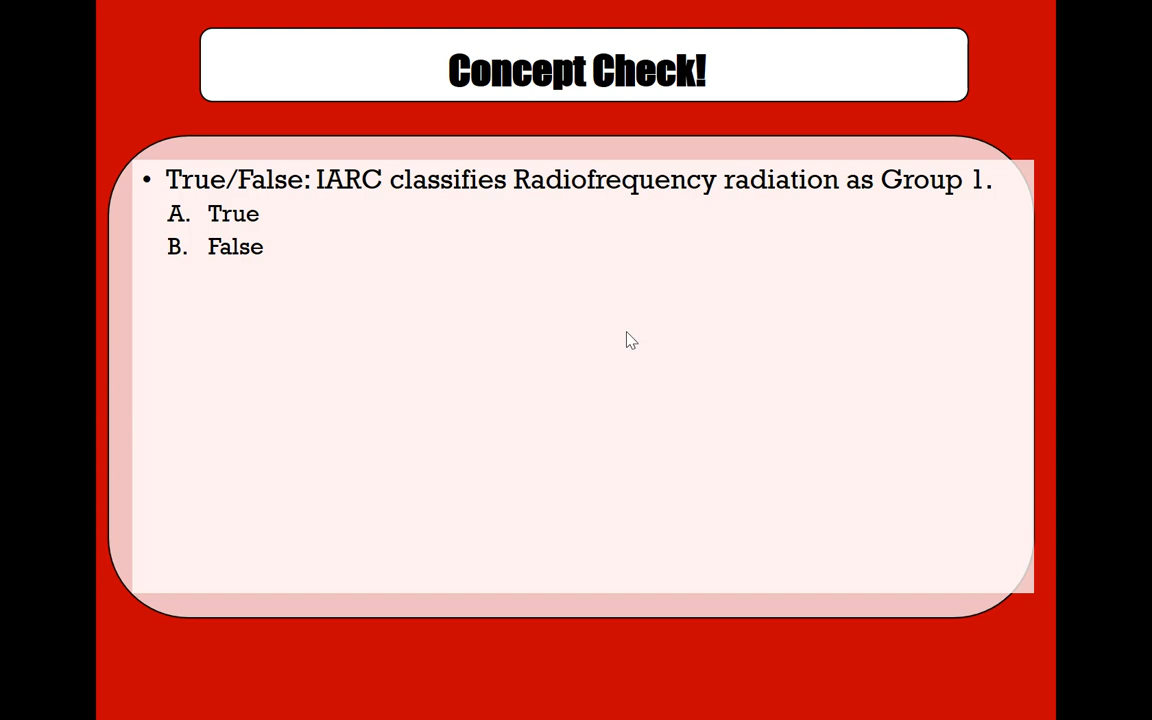 Concept Check!
• True/False: IARC classifies Radiofrequency radiation as Group 1.
A. True
B. False